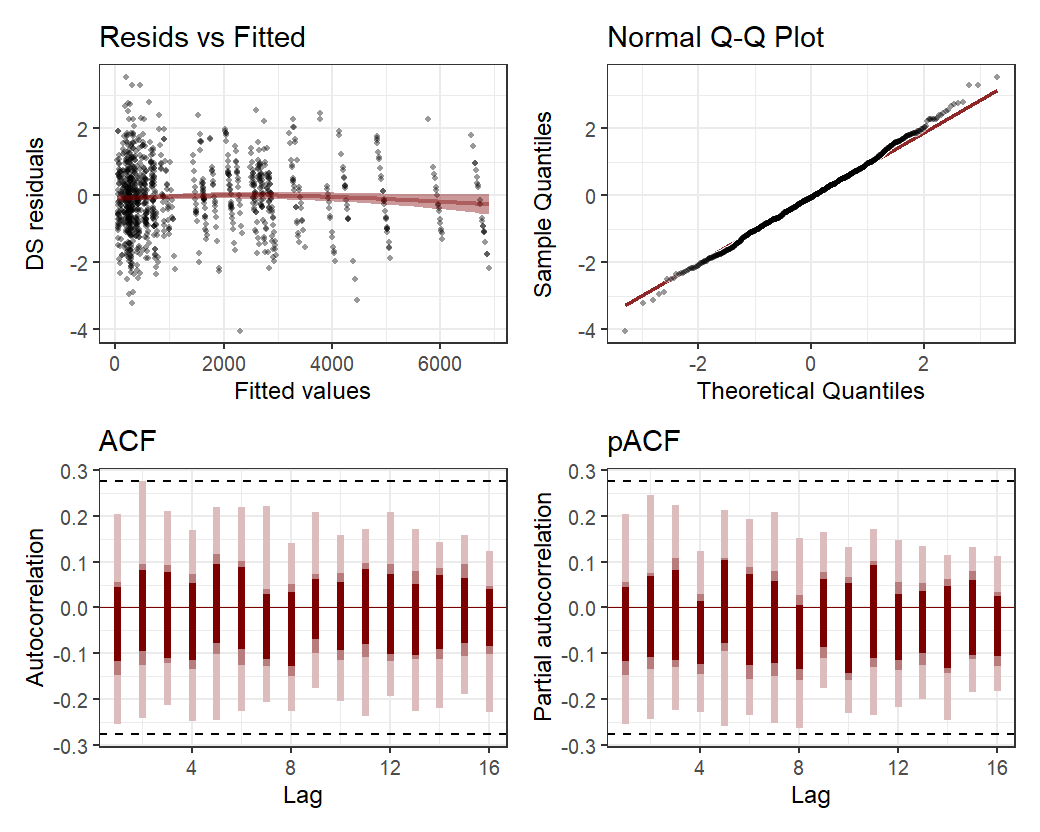 Resids vs Fitted
DS residuals
2
0
-2
-4
0 2000 4000 6000
Fitted values
Normal Q-Q Plot
Sample Quantiles
2
0
-2
-4
-2 0 2
Theoretical Quantiles
ACF
Autocorrelation
0.3
0.2
0.1
0.0
-0.1
-0.2
-0.3
4 8 12 16
Lag
pACF
Partial autocorrelation
0.3
0.2
0.1
0.0
-0.1
-0.2
-0.3
4 8 12 16
Lag